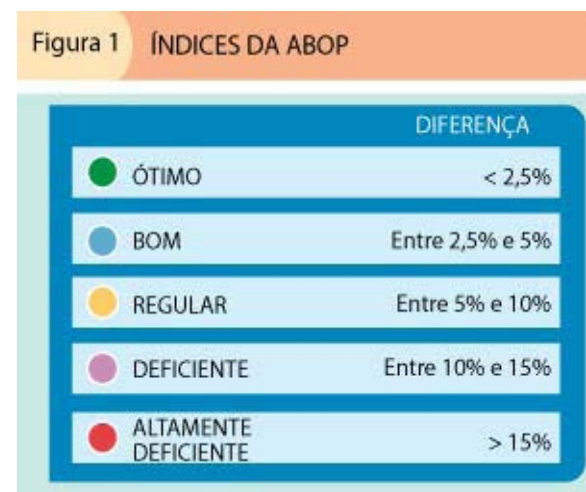 Figura 1 ÍNDICES DA ABOP
DIFERENÇA
ÓTIMO < 2,5%
BOM Entre 2,5% e 5%
REGULAR Entre 5% e 10%
DEFICIENTE Entre 10% e 15%
ALTAMENTE
DEFICIENTE > 15%